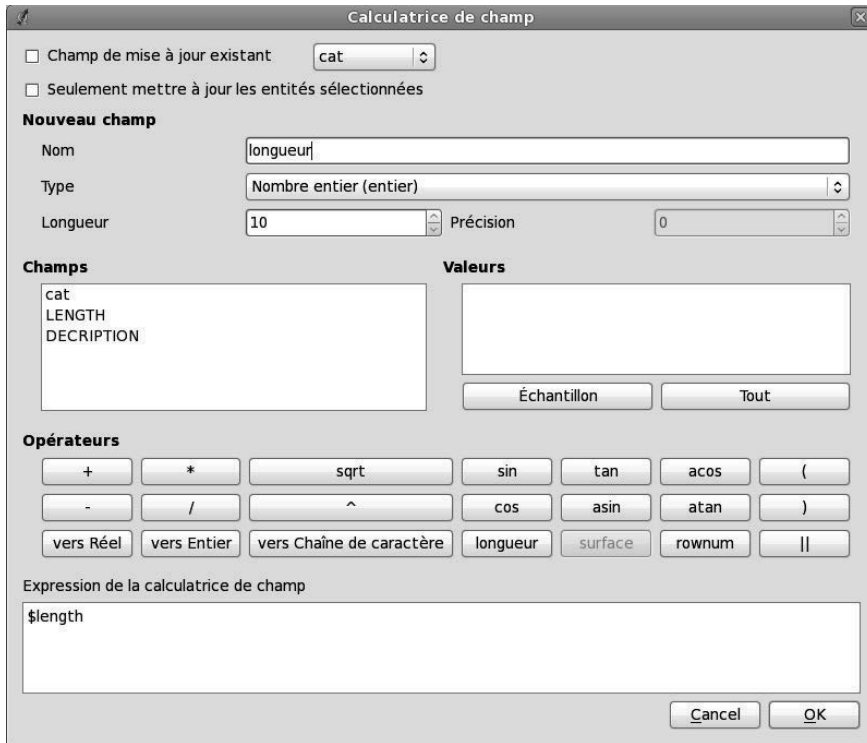 Calculatrice de champ
Champ de mise à jour existant cat
Seulement mettre à jour les entités sélectionnées
Nouveau champ
Nom longueur
Type Nombre entier (entier)
Longueur 10 Précision 0
Champs Valeurs
cat
LENGTH
DECRIPTION
Échantillon Tout
Opérateurs
+ * sqrt sin tan acos (
- / ^ cos asin atan )
vers Réel vers Entier vers Chaîne de caractère longueur surface rownum ||
Expression de la calculatrice de champ
$length
Cancel OK